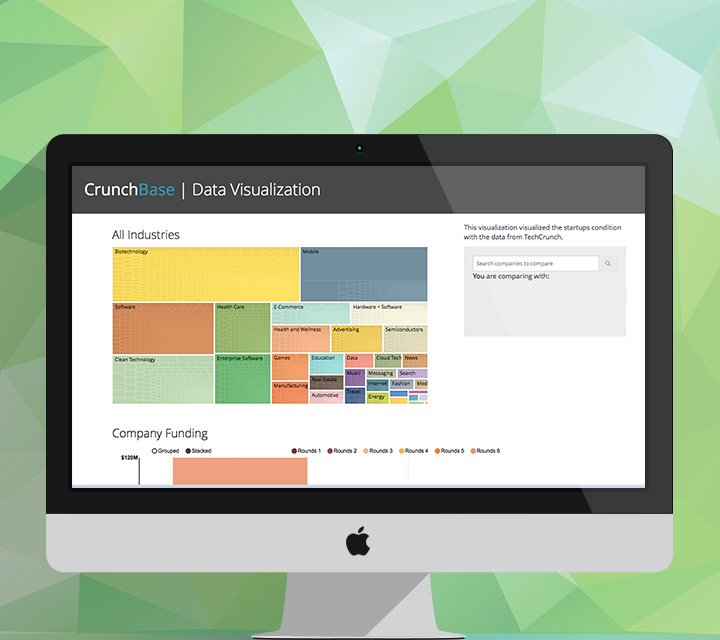 CrunchBase | Data Visualization
All Industries
This visualization visualized the startups condition
with the data from TechCrunch.
Search companies to compare
You are comparing with:
Biotechnology
Mobile
Software
Health Care
E-Commerce
Hardware + Software
Health and Wellness
Advertising
Semiconductors
Clean Technology
Enterprise Software
Games
Education
Data
Cloud Tech
News
Music
Messaging
Search
Manufacturing
Real Estate
Internet
Fashion
Med
Automotive
Travel
Energy
Company Funding
Grouped Stacked Rounds 1 Rounds 2 Rounds 3 Rounds 4 Rounds 5 Rounds 6
$120M